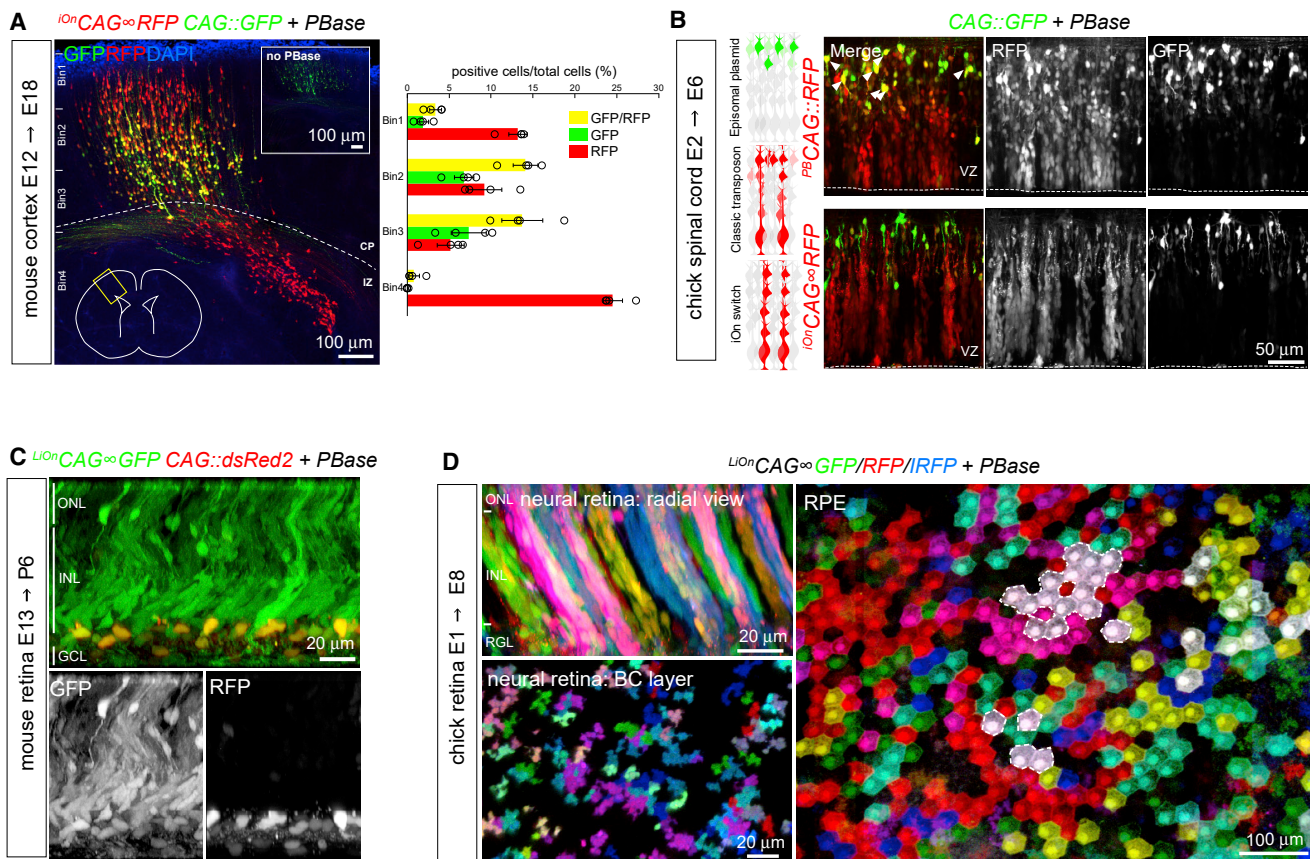 A
iOnCAG∞RFP CAG::GFP + PBase
mouse cortex E12 → E18
GFPRFPDAPI
no PBase
100 µm
Bin1
Bin2
Bin3
Bin4
CP
IZ
100 µm
positive cells/total cells (%)
0 5 10 15 20 25 30
Bin1
Bin2
Bin3
Bin4
GFP/RFP
GFP
RFP
B
CAG::GFP + PBase
chick spinal cord E2 → E6
Episomal plasmid
Classic transposon
iOn switch
PBCAG::RFP
iOnCAG∞RFP
Merge
RFP
GFP
VZ
VZ
50 µm
C
LiOnCAG∞GFP CAG::dsRed2 + PBase
mouse retina E13 → P6
ONL
INL
GCL
20 µm
GFP
RFP
D
LiOnCAG∞GFP/RFP/IRFP + PBase
chick retina E1 → E8
ONL
INL
RGL
neural retina: radial view
20 µm
neural retina: BC layer
20 µm
RPE
100 µm